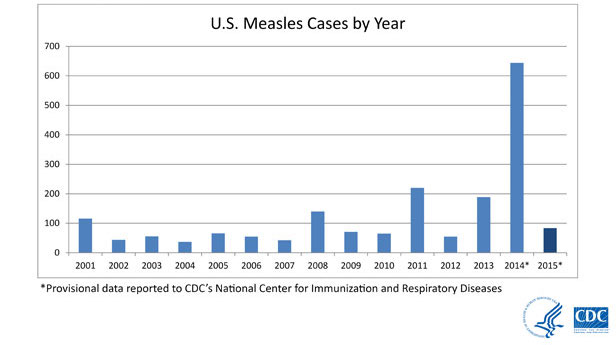 U.S. Measles Cases by Year
700
600
500
400
300
200
100
0
2001 2002 2003 2004 2005 2006 2007 2008 2009 2010 2011 2012 2013 2014* 2015*
*Provisional data reported to CDC's National Center for Immunization and Respiratory Diseases
CDC